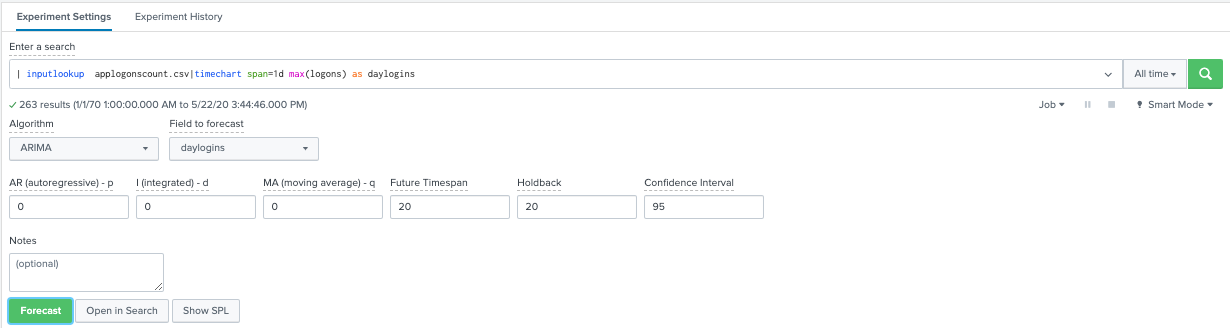 Experiment Settings Experiment History
Enter a search
| inputlookup  applogonscount.csv|timechart span=1d max(logons) as daylogins All time
✓ 263 results (1/1/70 1:00:00.000 AM to 5/22/20 3:44:46.000 PM) Job Smart Mode
Algorithm Field to forecast
ARIMA daylogins
AR (autoregressive) - p I (integrated) - d MA (moving average) - q Future Timespan Holdback Confidence Interval
0 0 0 20 20 95
Notes
(optional)
Forecast Open in Search Show SPL